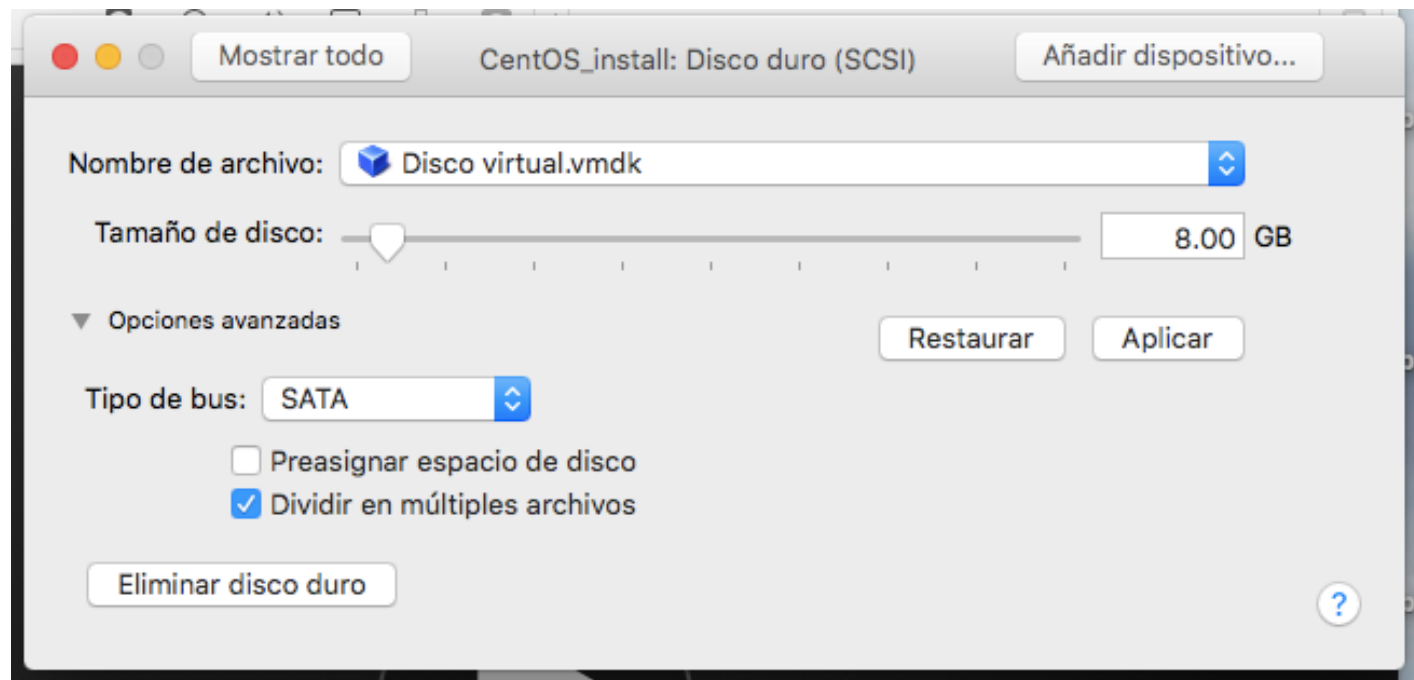 Mostrar todo CentOS_install: Disco duro (SCSI) Añadir dispositivo...
Nombre de archivo: Disco virtual.vmdk
Tamaño de disco: 8.00 GB
Opciones avanzadas
Restaurar Aplicar
Tipo de bus: SATA
Preasignar espacio de disco
Dividir en múltiples archivos
Eliminar disco duro
?